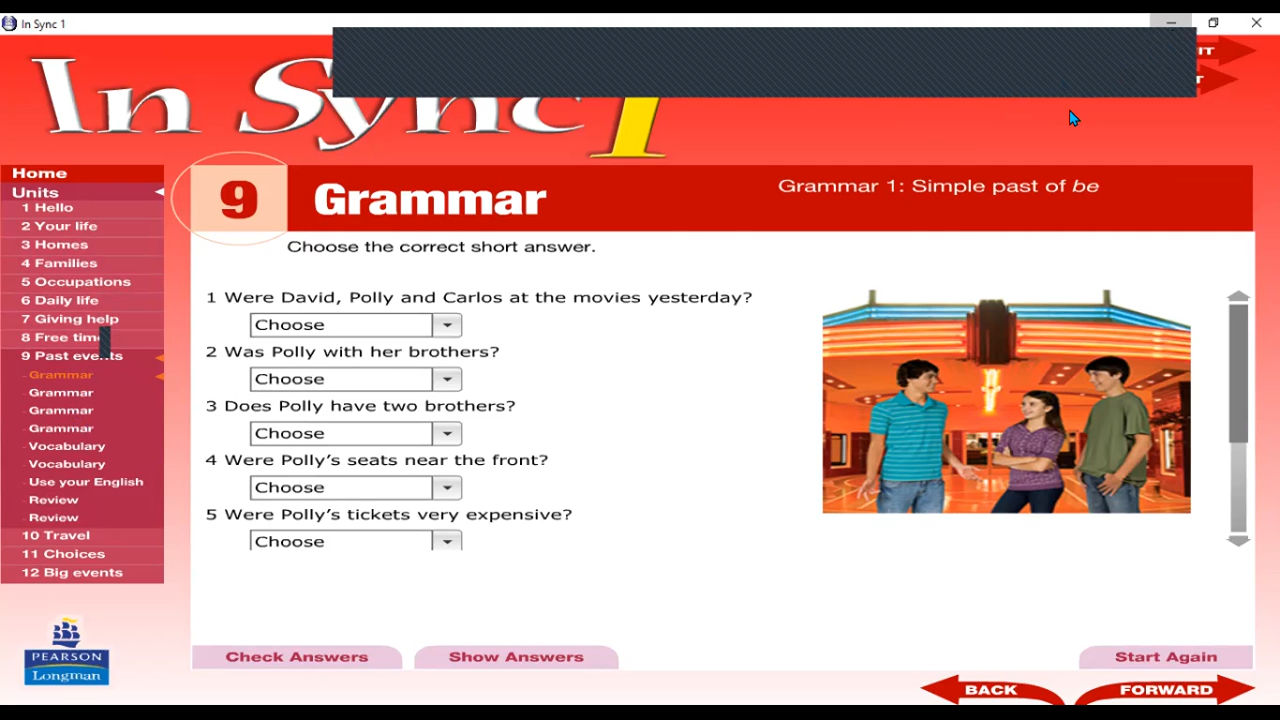 In Sync 1
In Sync 1
Home
Units
1 Hello
2 Your life
3 Homes
4 Families
5 Occupations
6 Daily life
7 Giving help
8 Free time
9 Past events
- Grammar
Grammar
Grammar
Grammar
Vocabulary
Vocabulary
Use your English
Review
Review
10 Travel
11 Choices
12 Big events
PEARSON
Longman
9 Grammar
Grammar 1: Simple past of be
Choose the correct short answer.
1 Were David, Polly and Carlos at the movies yesterday?
Choose
2 Was Polly with her brothers?
Choose
3 Does Polly have two brothers?
Choose
4 Were Polly's seats near the front?
Choose
5 Were Polly's tickets very expensive?
Choose
Check Answers
Show Answers
Start Again
BACK
FORWARD